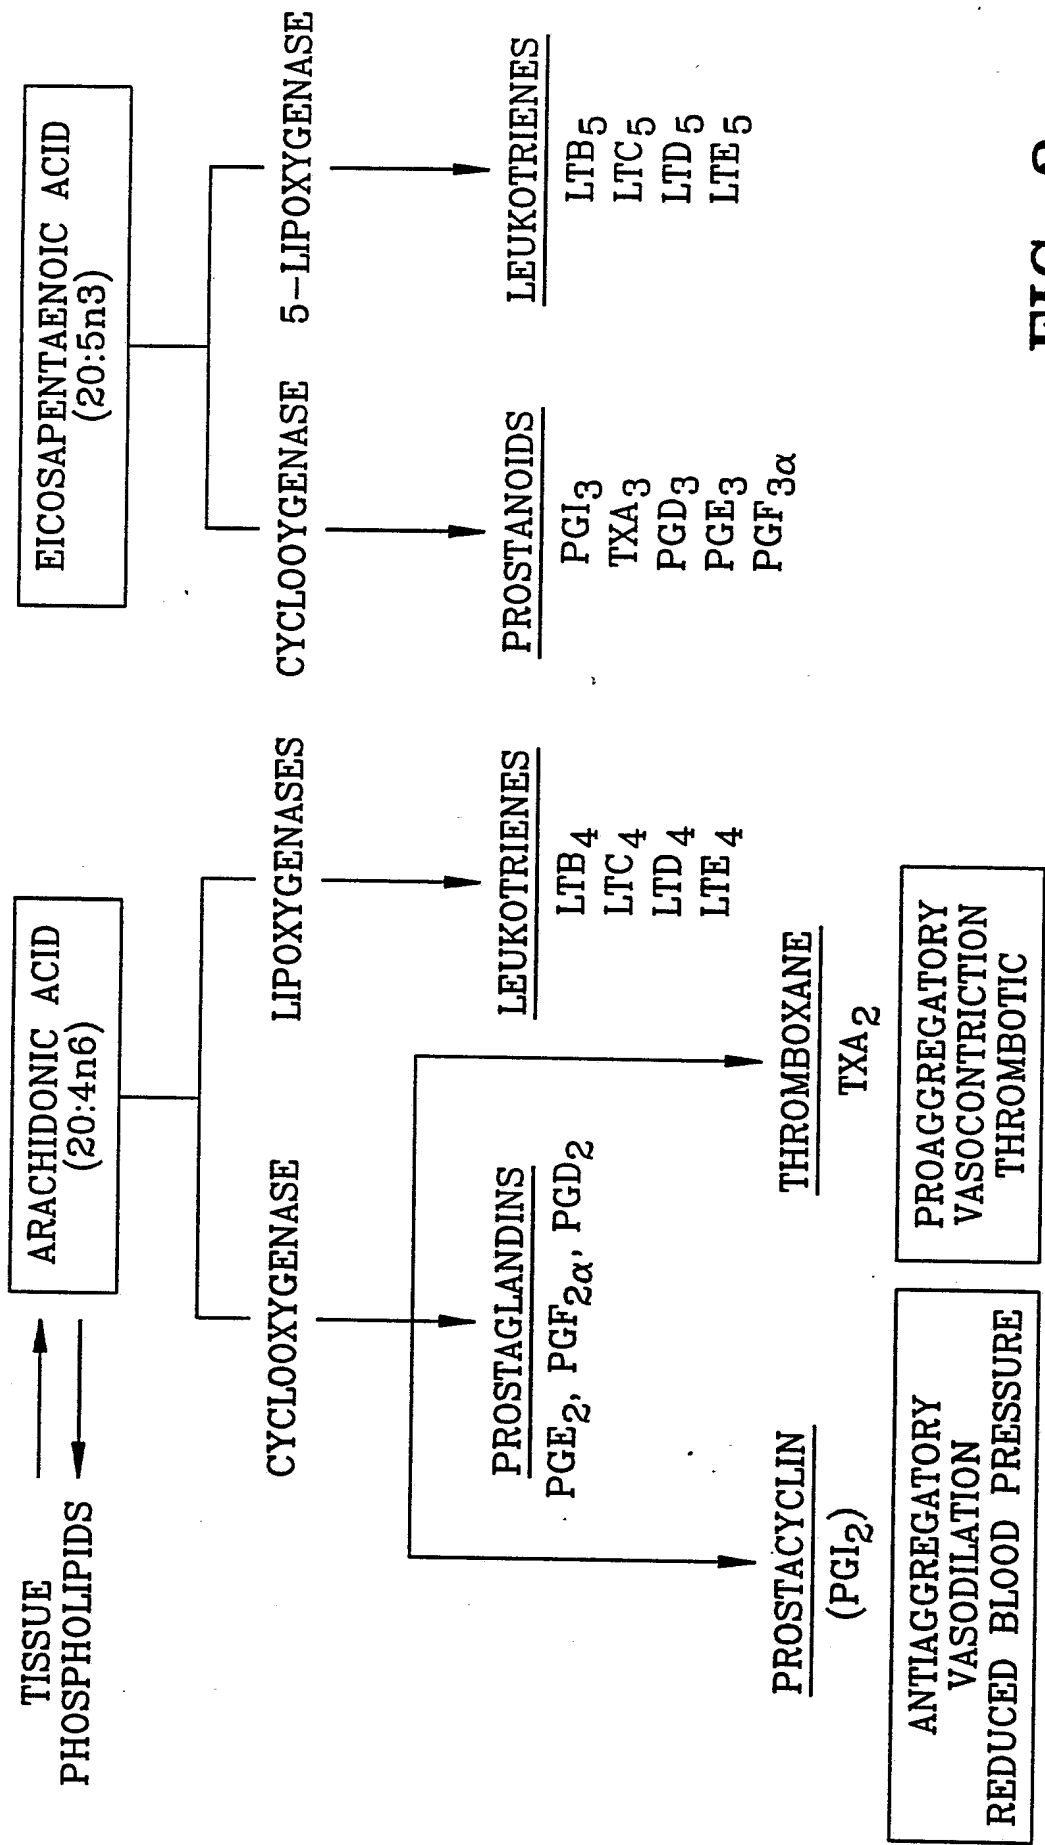 TISSUE
PHOSPHOLIPIDS
ARACHIDONIC ACID
(20:4n6)
CYCLOOXYGENASE
LIPOXYGENASES
PROSTAGLANDINS
PGE2, PGF2α, PGD2
LEUKOTRIENES
LTB4
LTC4
LTD4
LTE4
PROSTACYCLIN
(PGI2)
THROMBOXANE
TXA2
ANTIAGGREGATORY
VASODILATION
REDUCED BLOOD PRESSURE
PROAGGREGATORY
VASOCONTRICTION
THROMBOTIC
EICOSAPENTAENOIC ACID
(20:5n3)
CYCLOOYGENASE
5-LIPOXYGENASE
PROSTANOIDS
PGI3
TXA3
PGD3
PGE3
PGF3α
LEUKOTRIENES
LTB5
LTC5
LTD5
LTE5
FIG.